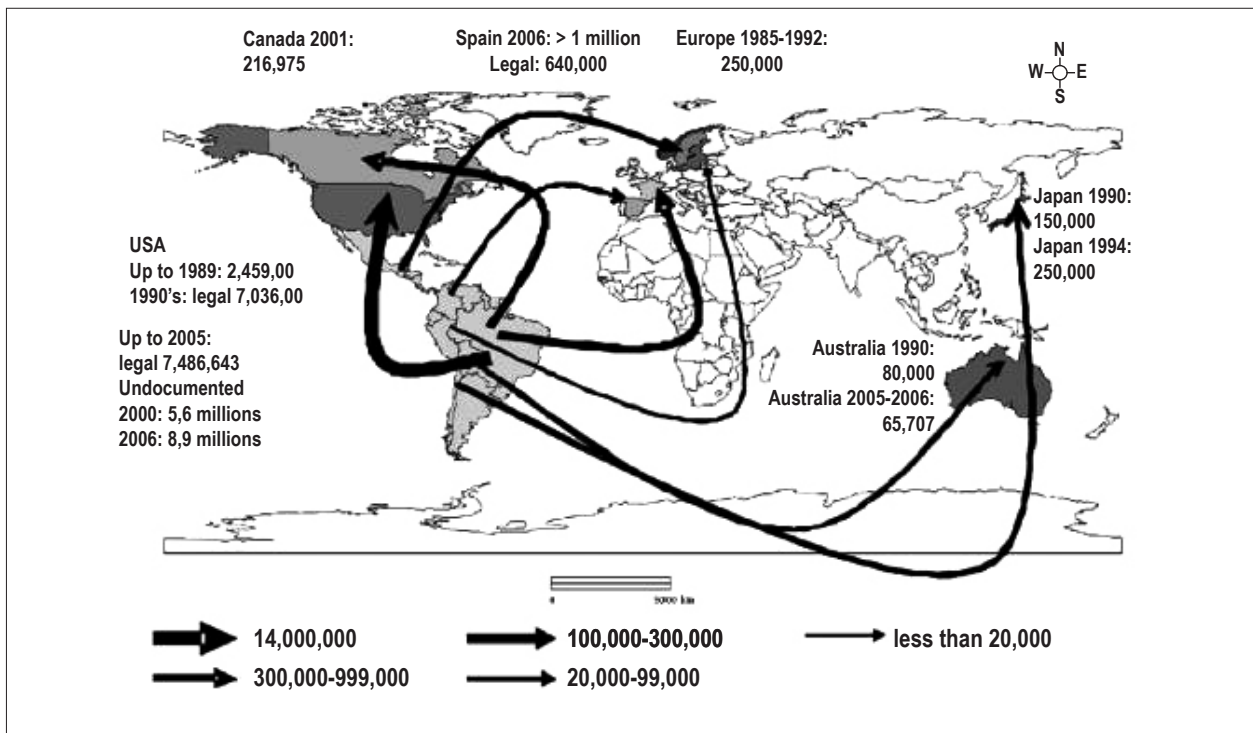 Canada 2001:
216,975
Spain 2006: > 1 million
Legal: 640,000
Europe 1985-1992:
250,000
N
W E
S
Japan 1990:
150,000
Japan 1994:
250,000
USA
Up to 1989: 2,459,00
1990's: legal 7,036,00
Up to 2005:
legal 7,486,643
Undocumented
2000: 5,6 millions
2006: 8,9 millions
Australia 1990:
80,000
Australia 2005-2006:
65,707
0 km
14,000,000
100,000-300,000
less than 20,000
300,000-999,000
20,000-99,000